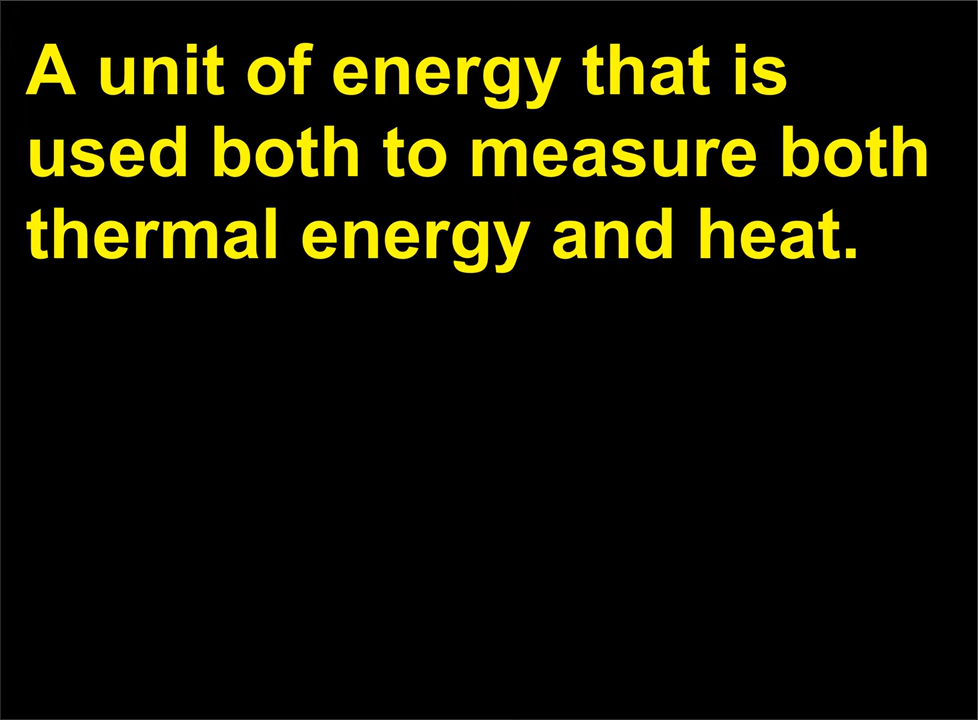 A unit of energy that is
used both to measure both
thermal energy and heat.